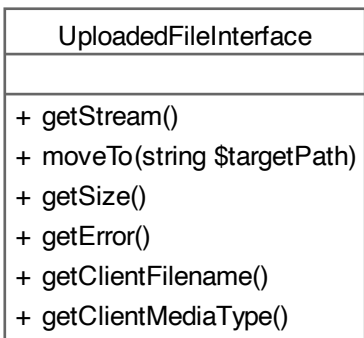 UploadedFileInterface
+ getStream()
+ moveTo(string $targetPath)
+ getSize()
+ getError()
+ getClientFilename()
+ getClientMediaType()